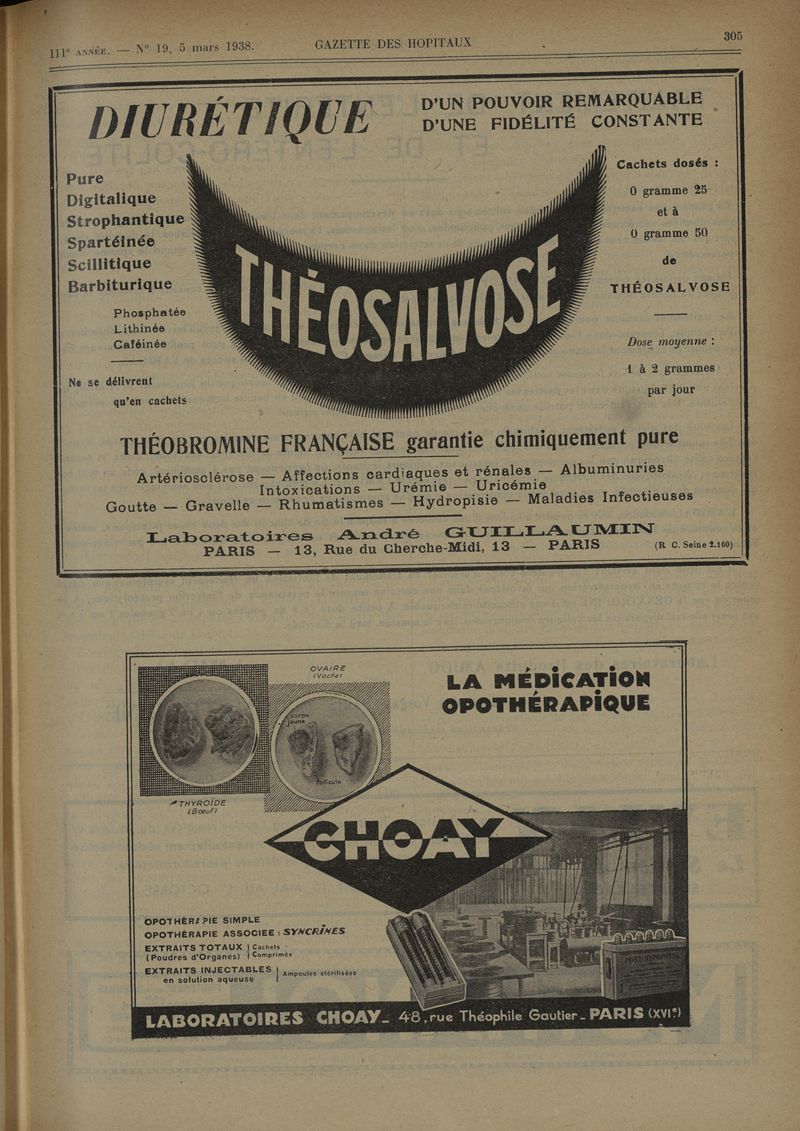 111e ANNÉE. — N° 19, 5 mars 1938.
GAZETTE DES HOPITAUX
305
DIURÉTIQUE
D'UN POUVOIR REMARQUABLE
D'UNE FIDÉLITÉ CONSTANTE
Pure
Digitalique
Strophantique
Spartéinée
Scillitique
Barbiturique
Phosphatée
Lithinée
Caféinée
Ne se délivrent
qu'en cachets
THÉOSALVOSE
Cachets dosés :
0 gramme 25
et à
0 gramme 50
de
THÉOSALVOSE
Dose moyenne :
1 à 2 grammes
par jour
THÉOBROMINE FRANÇAISE garantie chimiquement pure
Artériosclérose — Affections cardiaques et rénales — Albuminuries
Intoxications — Urémie — Uricémie
Goutte — Gravelle — Rhumatismes — Hydropisie — Maladies Infectieuses
Laboratoires André GUILLAUMIN
PARIS — 13, Rue du Cherche-Midi, 13 — PARIS
(R C. Seine 2.160)
OVAIRE
(Vache)
corps
jaune
follicule
THYROÏDE
(Boeuf)
LA MÉDICATION
OPOTHÉRAPIQUE
CHOAY
OPOTHÉRAPIE SIMPLE
OPOTHÉRAPIE ASSOCIÉE : SYNCRINES
EXTRAITS TOTAUX } Cachets
(Poudres d'Organes) } Comprimés
EXTRAITS INJECTABLES } Ampoules stérilisées
en solution aqueuse
LABORATOIRES CHOAY_ 48, rue Théophile Gautier_ PARIS (XVIe)